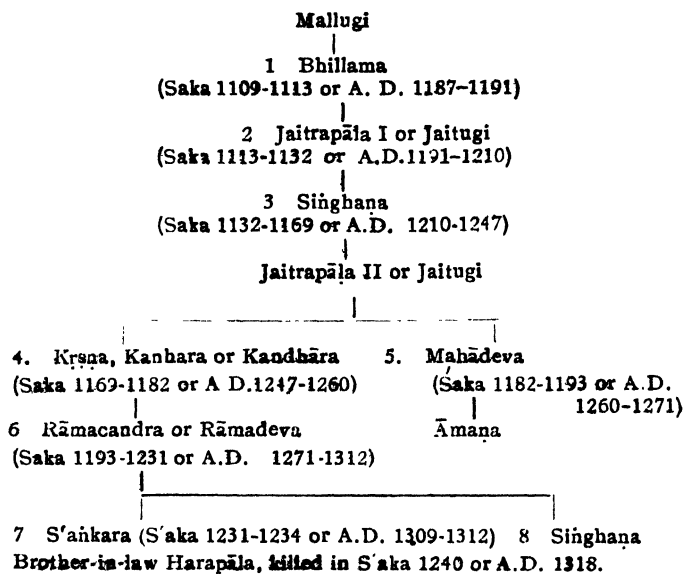 Mallugi
1 Bhillama
(Saka 1109-1113 or A. D. 1187-1191)
2 Jaitrapāla I or Jaitugi
(Saka 1113-1132 or A.D.1191-1210)
3 Siṅghaṇa
(Saka 1132-1169 or A.D. 1210-1247)
Jaitrapāla II or Jaitugi
4. Kṛṣṇa, Kanhara or Kandhāra 5. Mahādeva
(Saka 1169-1182 or A D.1247-1260) (Śaka 1182-1193 or A.D.
1260-1271)
6 Rāmacandra or Rāmadeva Āmaṇa
(Saka 1193-1231 or A.D. 1271-1312)
7 S'aṅkara (S'aka 1231-1234 or A.D. 1309-1312) 8 Siṅghaṇa
Brother-in-law Harapāla, killed in S'aka 1240 or A.D. 1318.